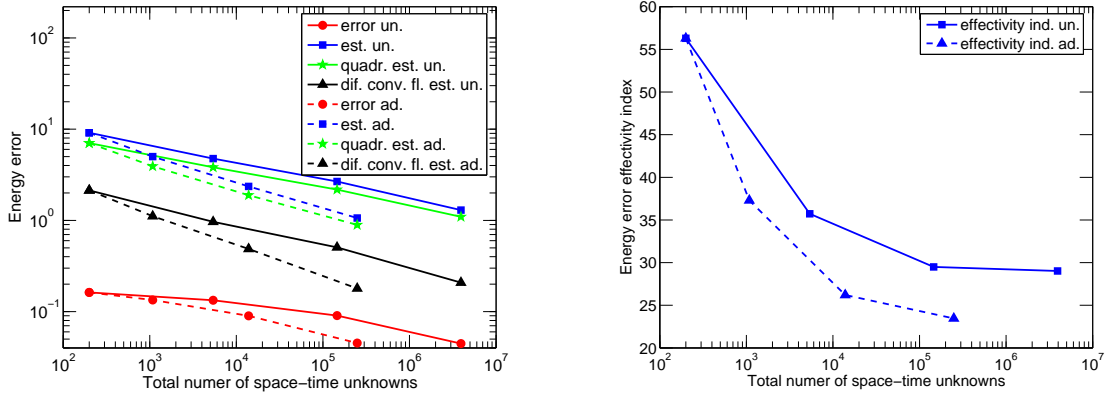 10^2
10^1
10^0
10^-1
Energy error
error un.
est. un.
quadr. est. un.
dif. conv. fl. est. un.
error ad.
est. ad.
quadr. est. ad.
dif. conv. fl. est. ad.
10^2 10^3 10^4 10^5 10^6 10^7
Total numer of space-time unknowns
60
55
50
45
40
35
30
25
20
Energy error effectivity index
effectivity ind. un.
effectivity ind. ad.
10^2 10^3 10^4 10^5 10^6 10^7
Total numer of space-time unknowns